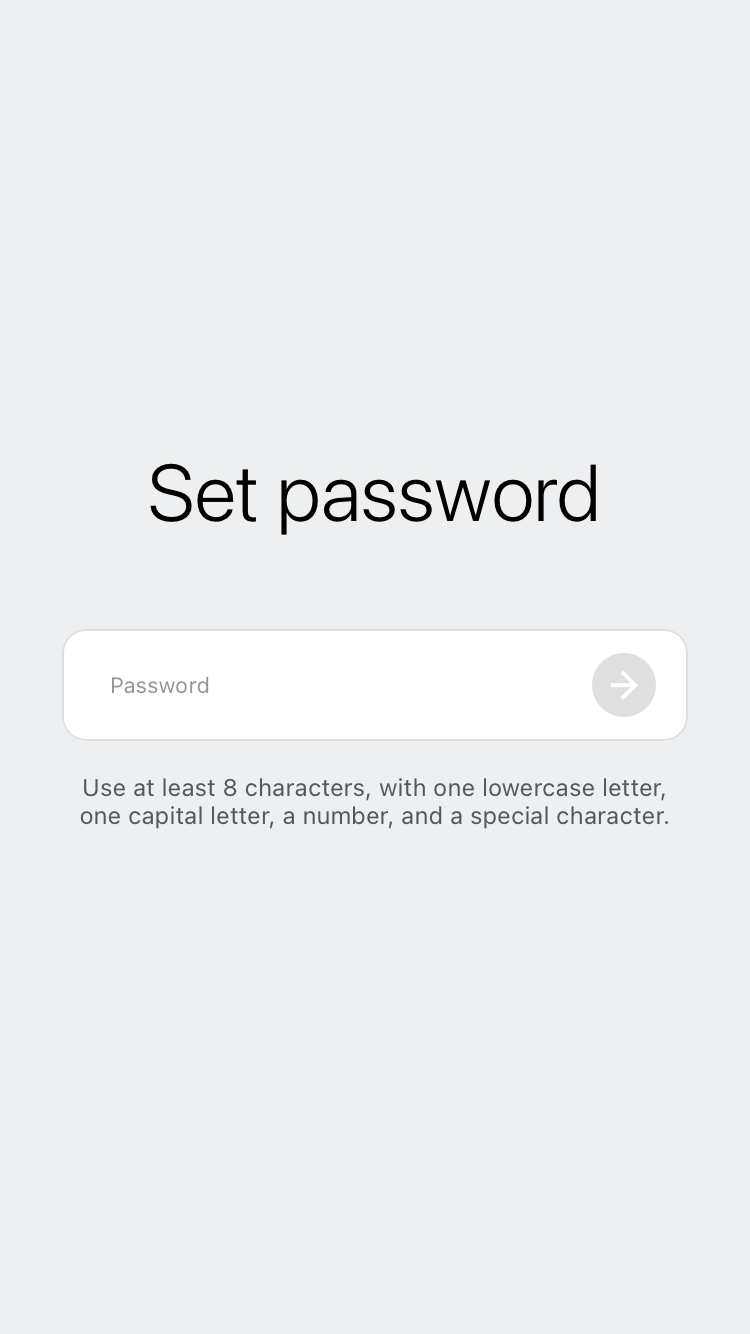 Set password
Password
Use at least 8 characters, with one lowercase letter,
one capital letter, a number, and a special character.